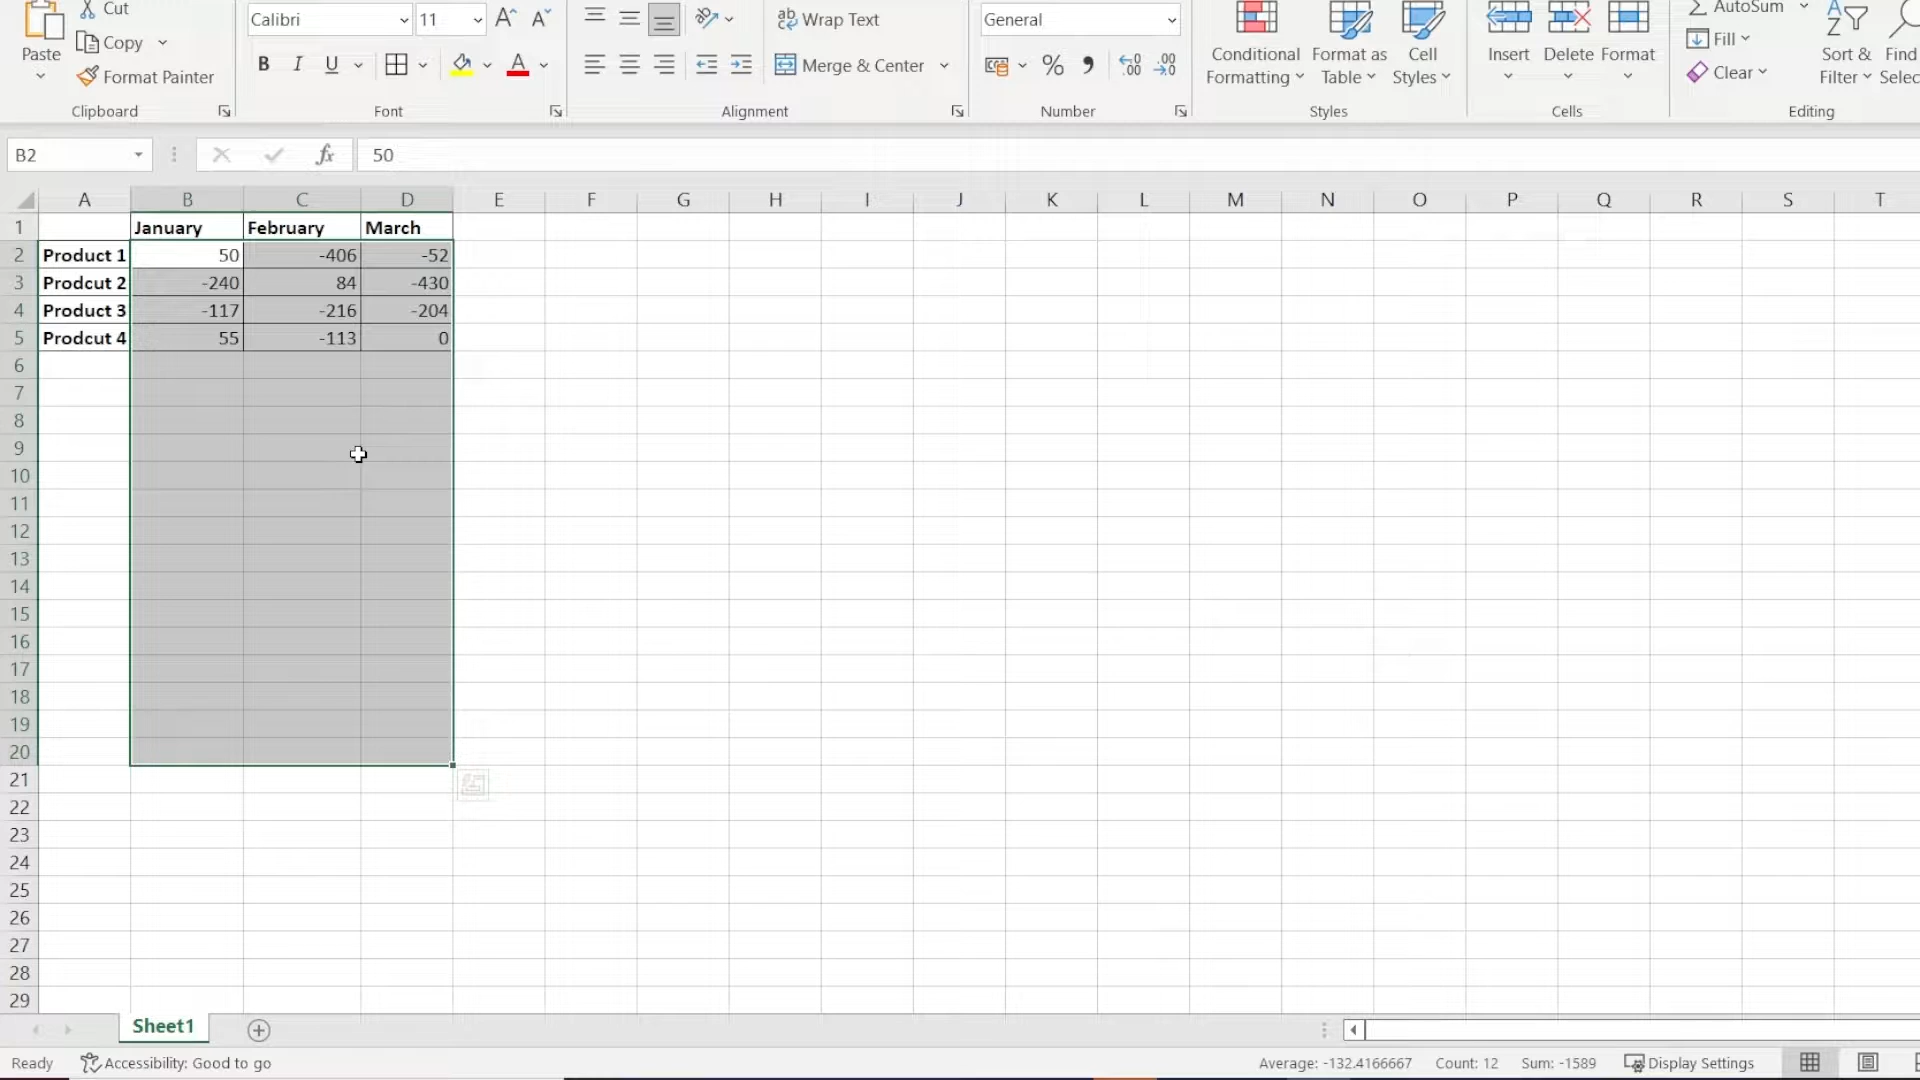 Cut
Calibri 11 A A
Wrap Text
General
AutoSum
Paste
Copy
Conditional Formatting
Format as Table
Cell Styles
Insert
Delete
Format
Fill
Sort & Filter
Find
Selec
Format Painter
B I U A
Merge & Center
% 9
.00
Clear
Clipboard
Font
Alignment
Number
Styles
Cells
Editing
B2 fx 50
A B C D E F G H I J K L M N O P Q R S T
1 January February March
2 Product 1 50 -406 -52
3 Prodcut 2 -240 84 -430
4 Product 3 -117 -216 -204
5 Prodcut 4 55 -113 0
6
7
8
9
10
11
12
13
14
15
16
17
18
19
20
21
22
23
24
25
26
27
28
29
Sheet1
Ready Accessibility: Good to go Average: -132.4166667 Count: 12 Sum: -1589 Display Settings